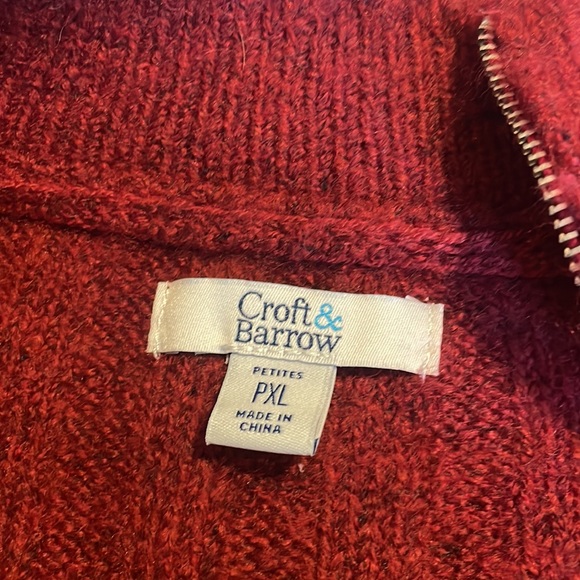 Croft&
Barrow
PETITES
PXL
MADE IN
CHINA